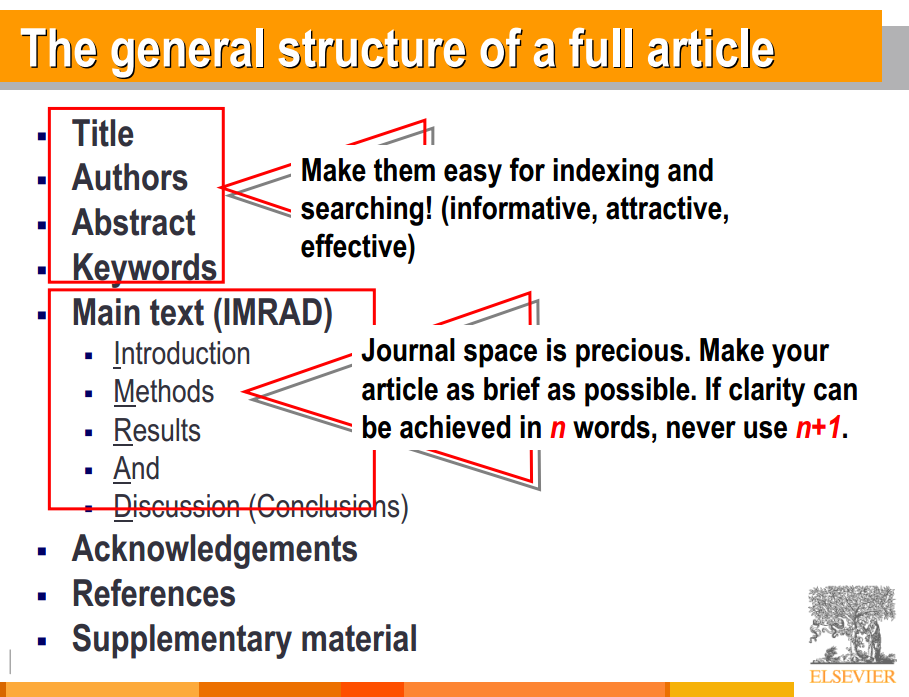 The general structure of a full article
Title
Authors
Abstract
Keywords
Make them easy for indexing and
searching! (informative, attractive,
effective)
Main text (IMRAD)
Introduction
Methods
Results
And
Discussion (Conclusions)
Journal space is precious. Make your
article as brief as possible. If clarity can
be achieved in n words, never use n+1.
Acknowledgements
References
Supplementary material
ELSEVIER